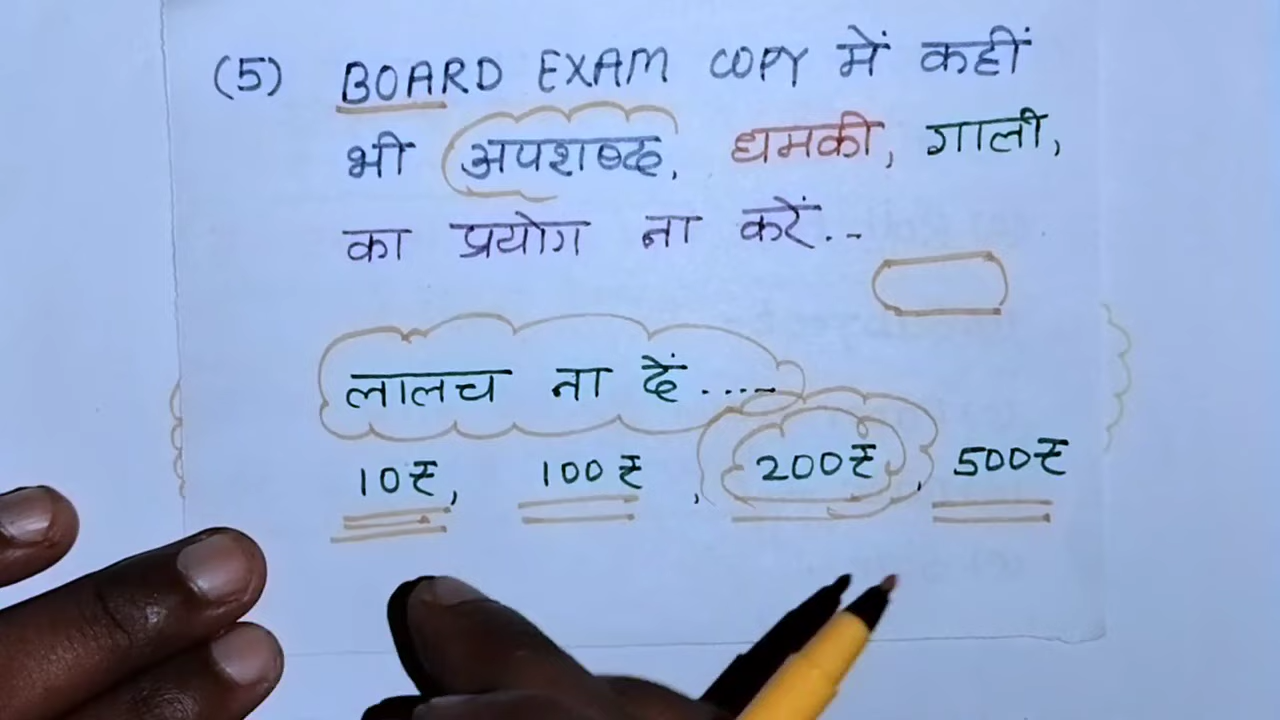 (5) BOARD EXAM COPY में कहीं
भी अपशब्द, धमकी, गाली,
का प्रयोग ना करें...
लालच ना दें.....
10₹, 100₹, 200₹, 500₹